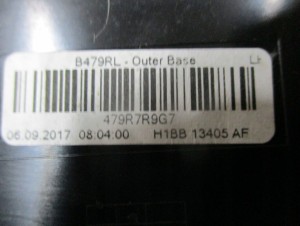 B479RL - Outer Base
479R7R9G7
06.09.2017 08:04:00 H1BB 13405 AF